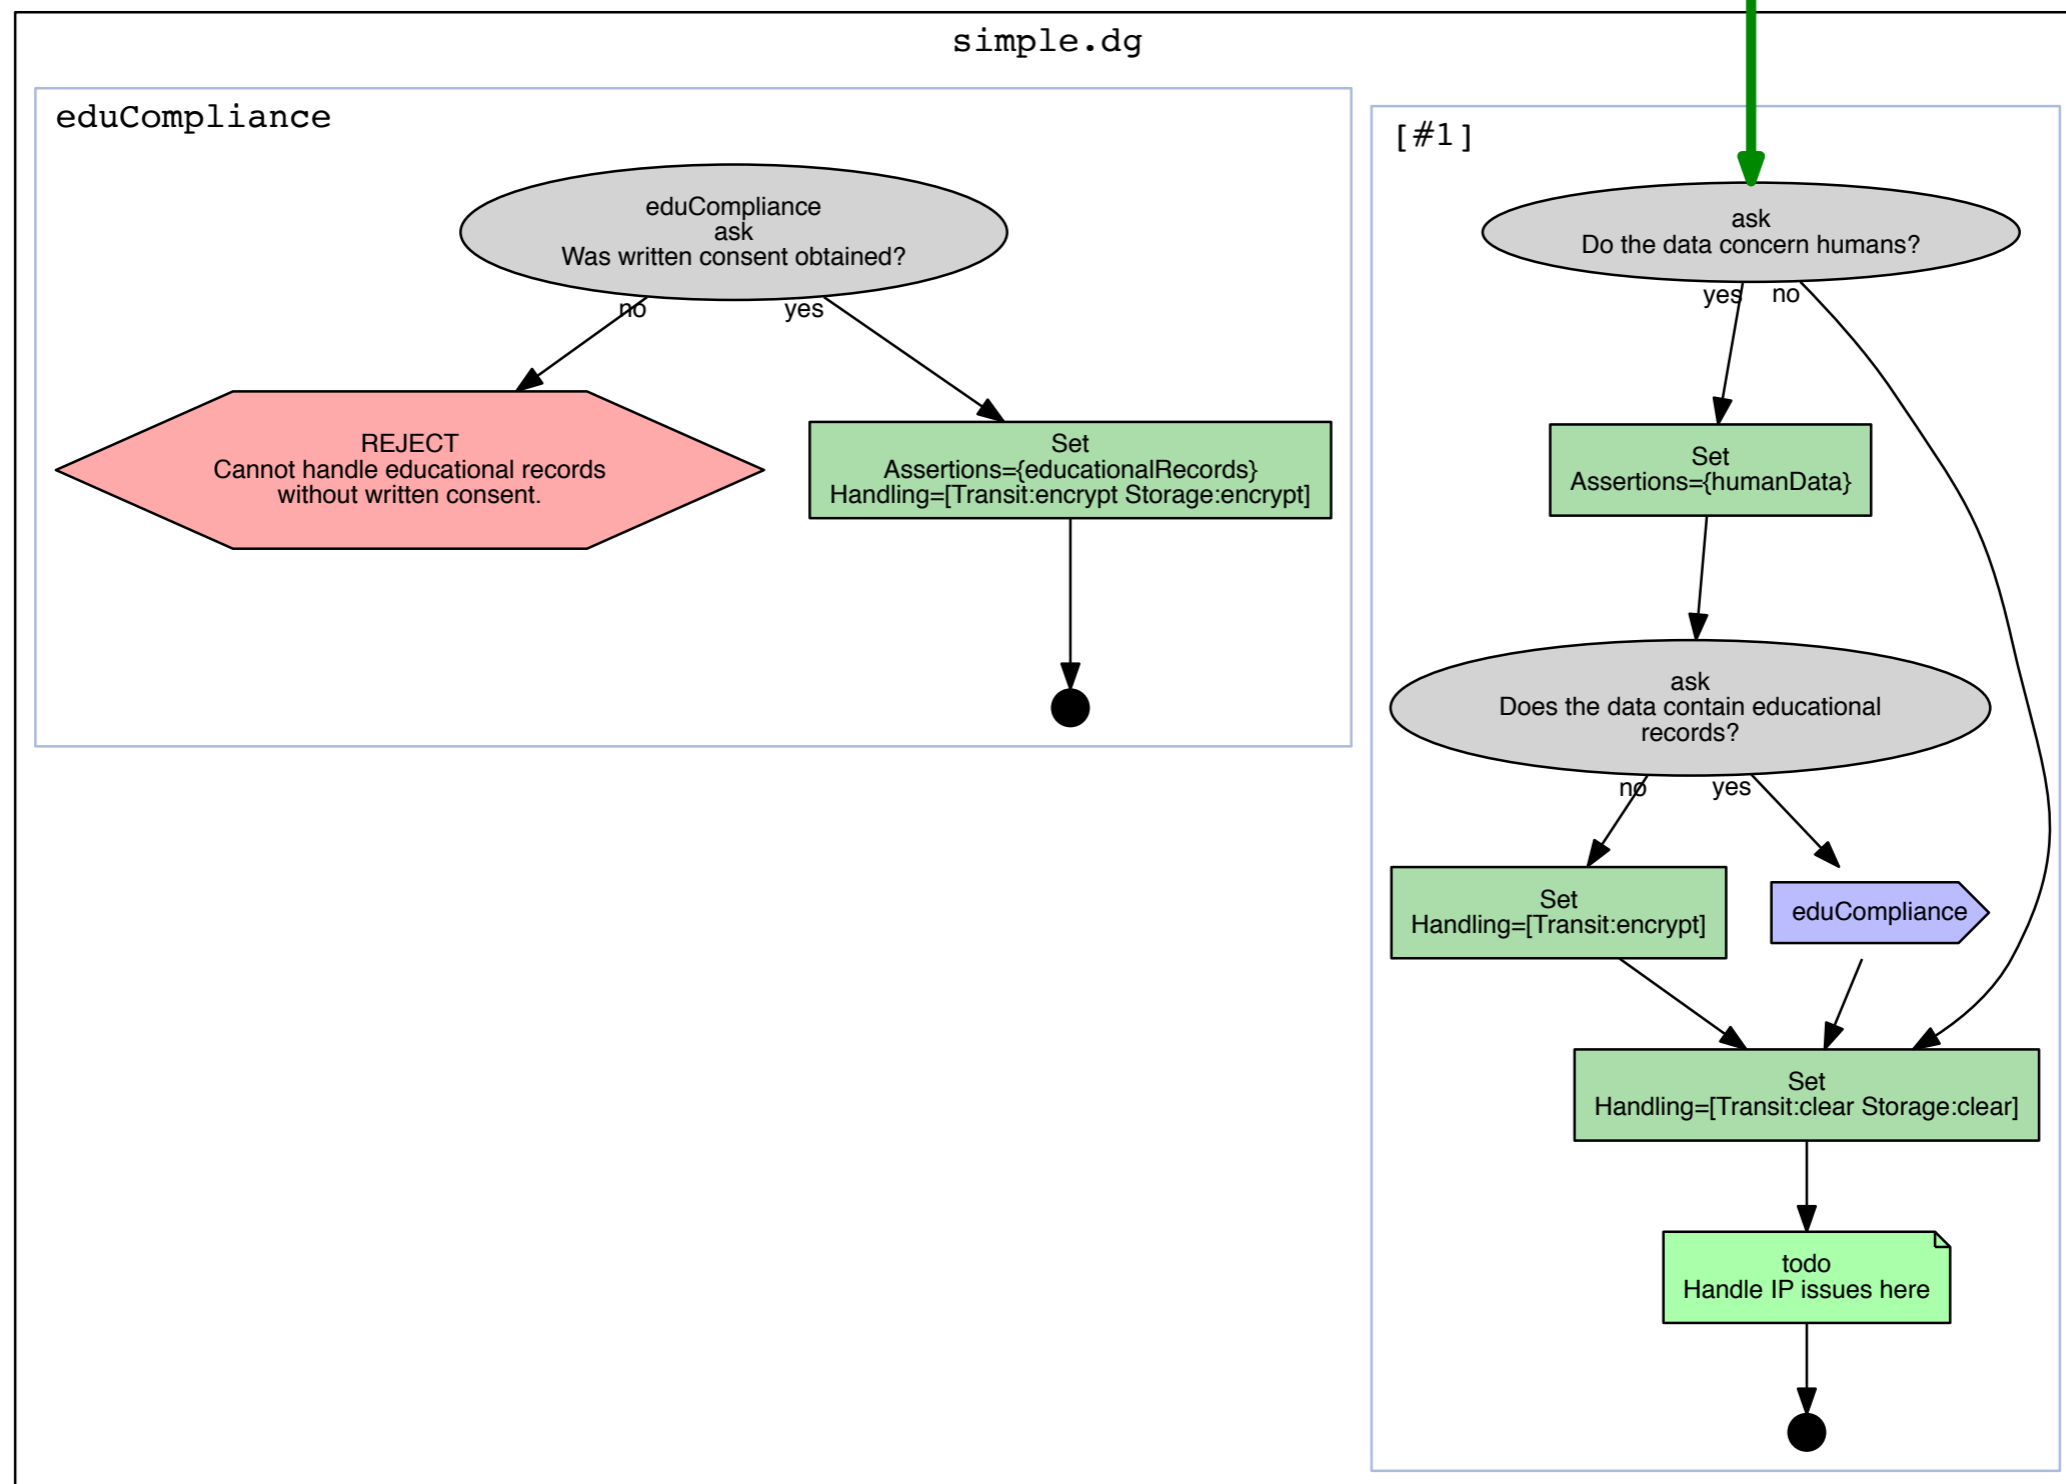 simple.dg
eduCompliance
eduCompliance
ask
Was written consent obtained?
no
yes
REJECT
Cannot handle educational records
without written consent.
Set
Assertions={educationalRecords}
Handling=[Transit:encrypt Storage:encrypt]
[#1]
ask
Do the data concern humans?
yes
no
Set
Assertions={humanData}
ask
Does the data contain educational
records?
no
yes
Set
Handling=[Transit:encrypt]
eduCompliance
Set
Handling=[Transit:clear Storage:clear]
todo
Handle IP issues here